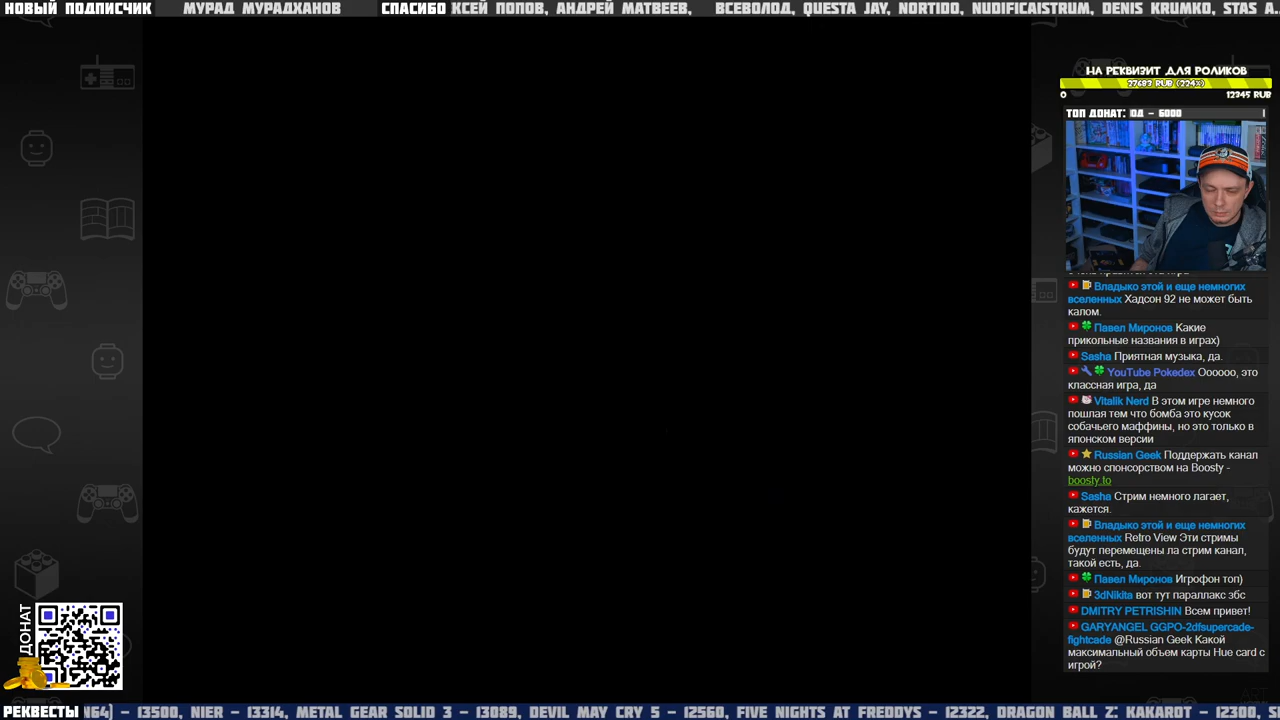 НОВЫЙ ПОДПИСЧИК МУРАД МУРАДХАНОВ СПАСИБО КСЕЙ ПОПОВ, АНДРЕЙ МАТВЕЕВ, ВСЕВОЛОД, QUESTA JAY, NORTIDO, NUDIFICAISTRUM, DENIS KRUMKO, STAS A..
НА РЕКВИЗИТ ДЛЯ РОЛИКОВ
27683 RUB (224%)
0 12345 RUB
ТОП ДОНАТ: ОД - 6000
Владыко этой и еще немногих
вселенных Хадсон 92 не может быть
калом.
Павел Миронов Какие
прикольные названия в играх)
Sasha Приятная музыка, да.
YouTube Pokedex Оооооо, это
классная игра, да
Vitalik Nerd В этом игре немного
пошлая тем что бомба это кусок
собачьего маффины, но это только в
японском версии
Russian Geek Поддержать канал
можно спонсорством на Boosty -
boosty.to
Sasha Стрим немного лагает,
кажется.
Владыко этой и еще немногих
вселенных Retro View Эти стримы
будут перемещены ла стрим канал,
такой есть, да.
Павел Миронов Игрофон топ)
3dNikita вот тут параллакс эбс
DMITRY PETRISHIN Всем привет!
GARYANGEL GGPO-2dfsupercade-
fightcade @Russian Geek Какой
максимальный объем карты Hue card с
игрой?
ДОНАТ
РЕКВЕСТЫ N64) - 13500, NIER - 13314, METAL GEAR SOLID 3 - 13089, DEVIL MAY CRY 5 - 12560, FIVE NIGHTS AT FREDDYS - 12322, DRAGON BALL Z: KAKAROT - 12300, S